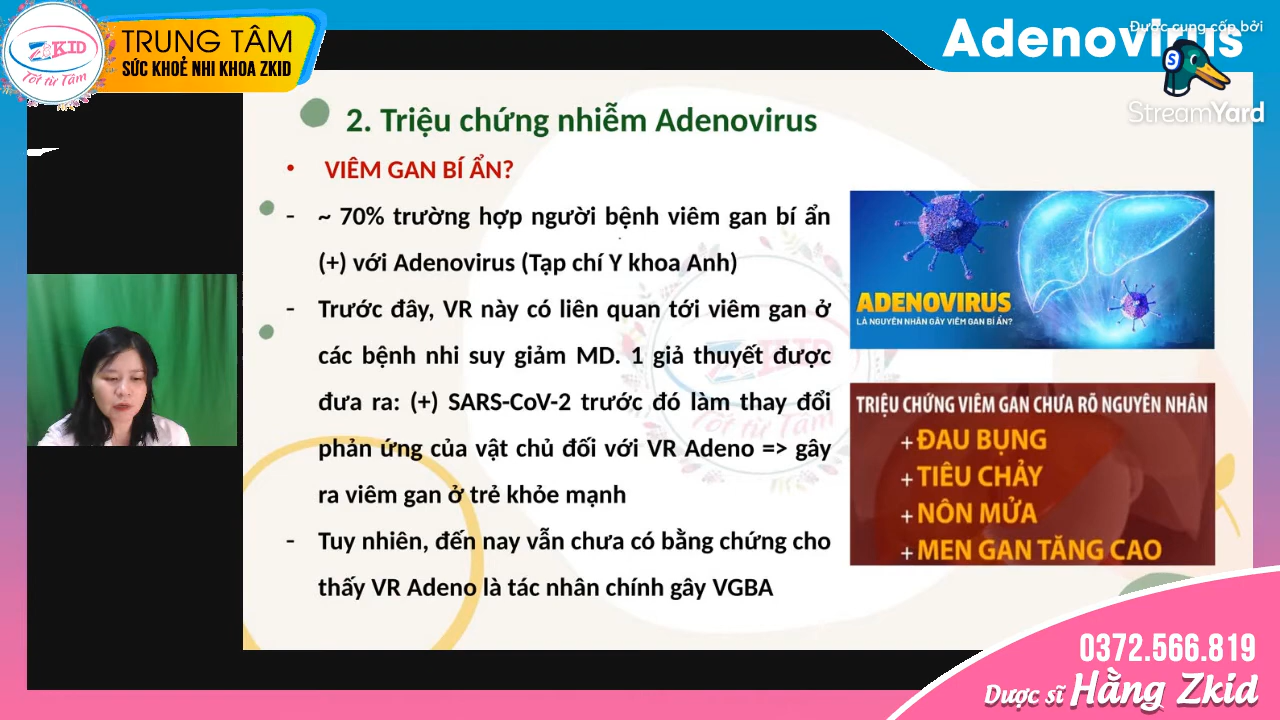 ZKID
Tốt từ Tâm
TRUNG TÂM
SỨC KHOẺ NHI KHOA ZKID
Adenovirus
Được cung cấp bởi
StreamYard
2. Triệu chứng nhiễm Adenovirus
• VIÊM GAN BÍ ẨN?
- ~ 70% trường hợp người bệnh viêm gan bí ẩn
(+) với Adenovirus (Tạp chí Y khoa Anh)
- Trước đây, VR này có liên quan tới viêm gan ở
các bệnh nhi suy giảm MD. 1 giả thuyết được
đưa ra: (+) SARS-CoV-2 trước đó làm thay đổi
phản ứng của vật chủ đối với VR Adeno => gây
ra viêm gan ở trẻ khỏe mạnh
- Tuy nhiên, đến nay vẫn chưa có bằng chứng cho
thấy VR Adeno là tác nhân chính gây VGBA
ZKID
Tốt từ Tâm
ADENOVIRUS
LÀ NGUYÊN NHÂN GÂY VIÊM GAN BÍ ẨN?
TRIỆU CHỨNG VIÊM GAN CHƯA RÕ NGUYÊN NHÂN
+ ĐAU BỤNG
+ TIÊU CHẢY
+ NÔN MỬA
+ MEN GAN TĂNG CAO
0372.566.819
Dược sĩ Hằng Zkid